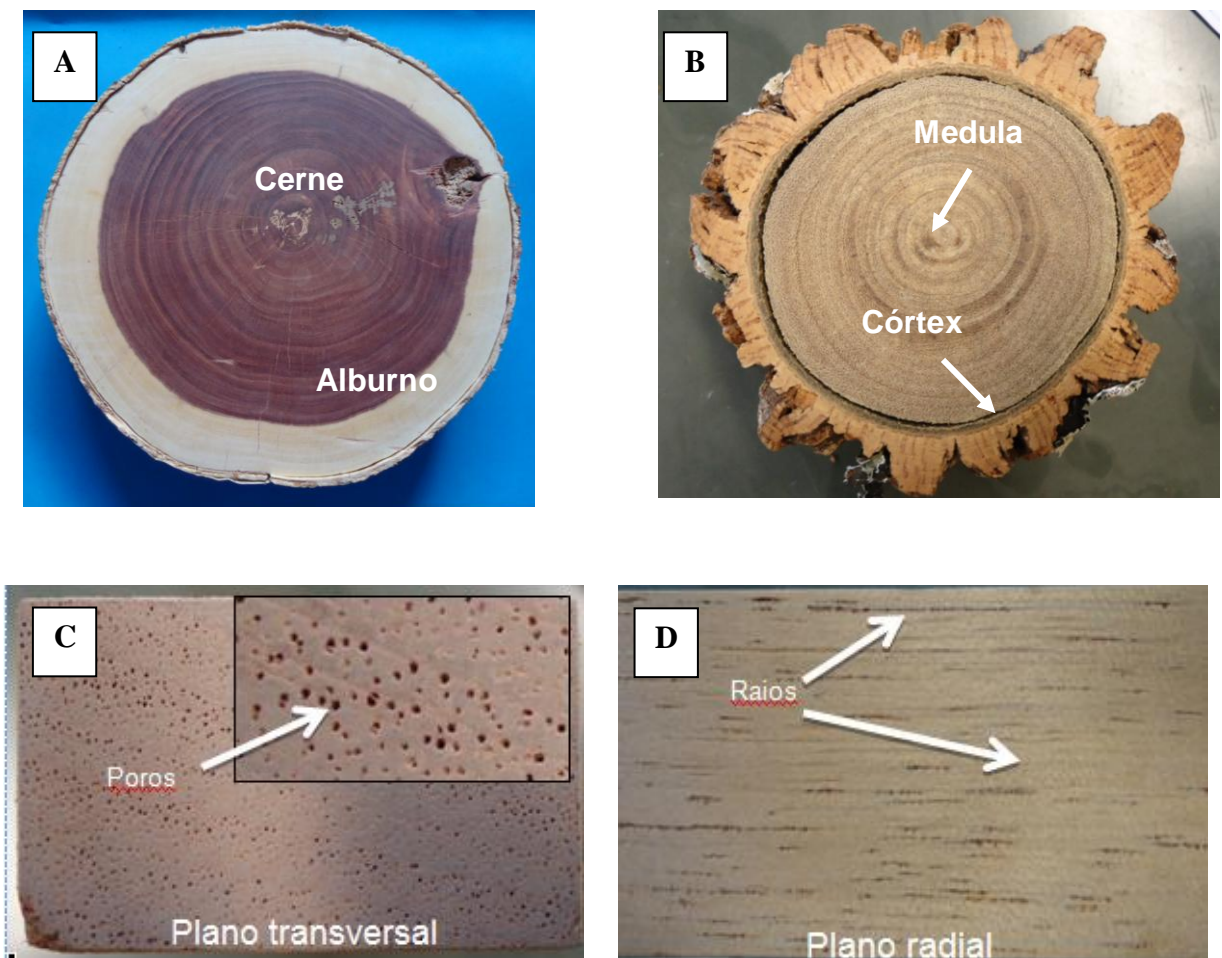 A
Cerne
Alburno
B
Medula
Córtex
C
Poros
Plano transversal
D
Raios
Plano radial